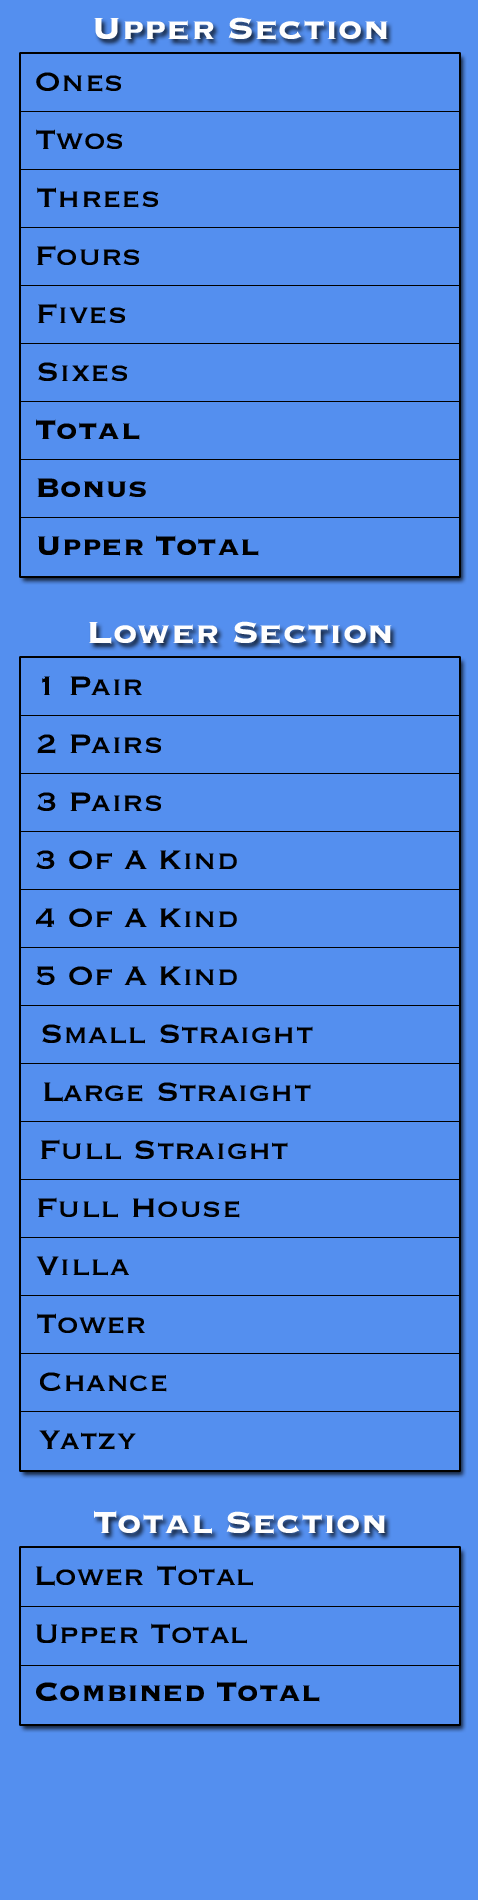 Upper Section
Ones
Twos
Threes
Fours
Fives
Sixes
Total
Bonus
Upper Total
Lower Section
1 Pair
2 Pairs
3 Pairs
3 Of A Kind
4 Of A Kind
5 Of A Kind
Small Straight
Large Straight
Full Straight
Full House
Villa
Tower
Chance
Yatzy
Total Section
Lower Total
Upper Total
Combined Total